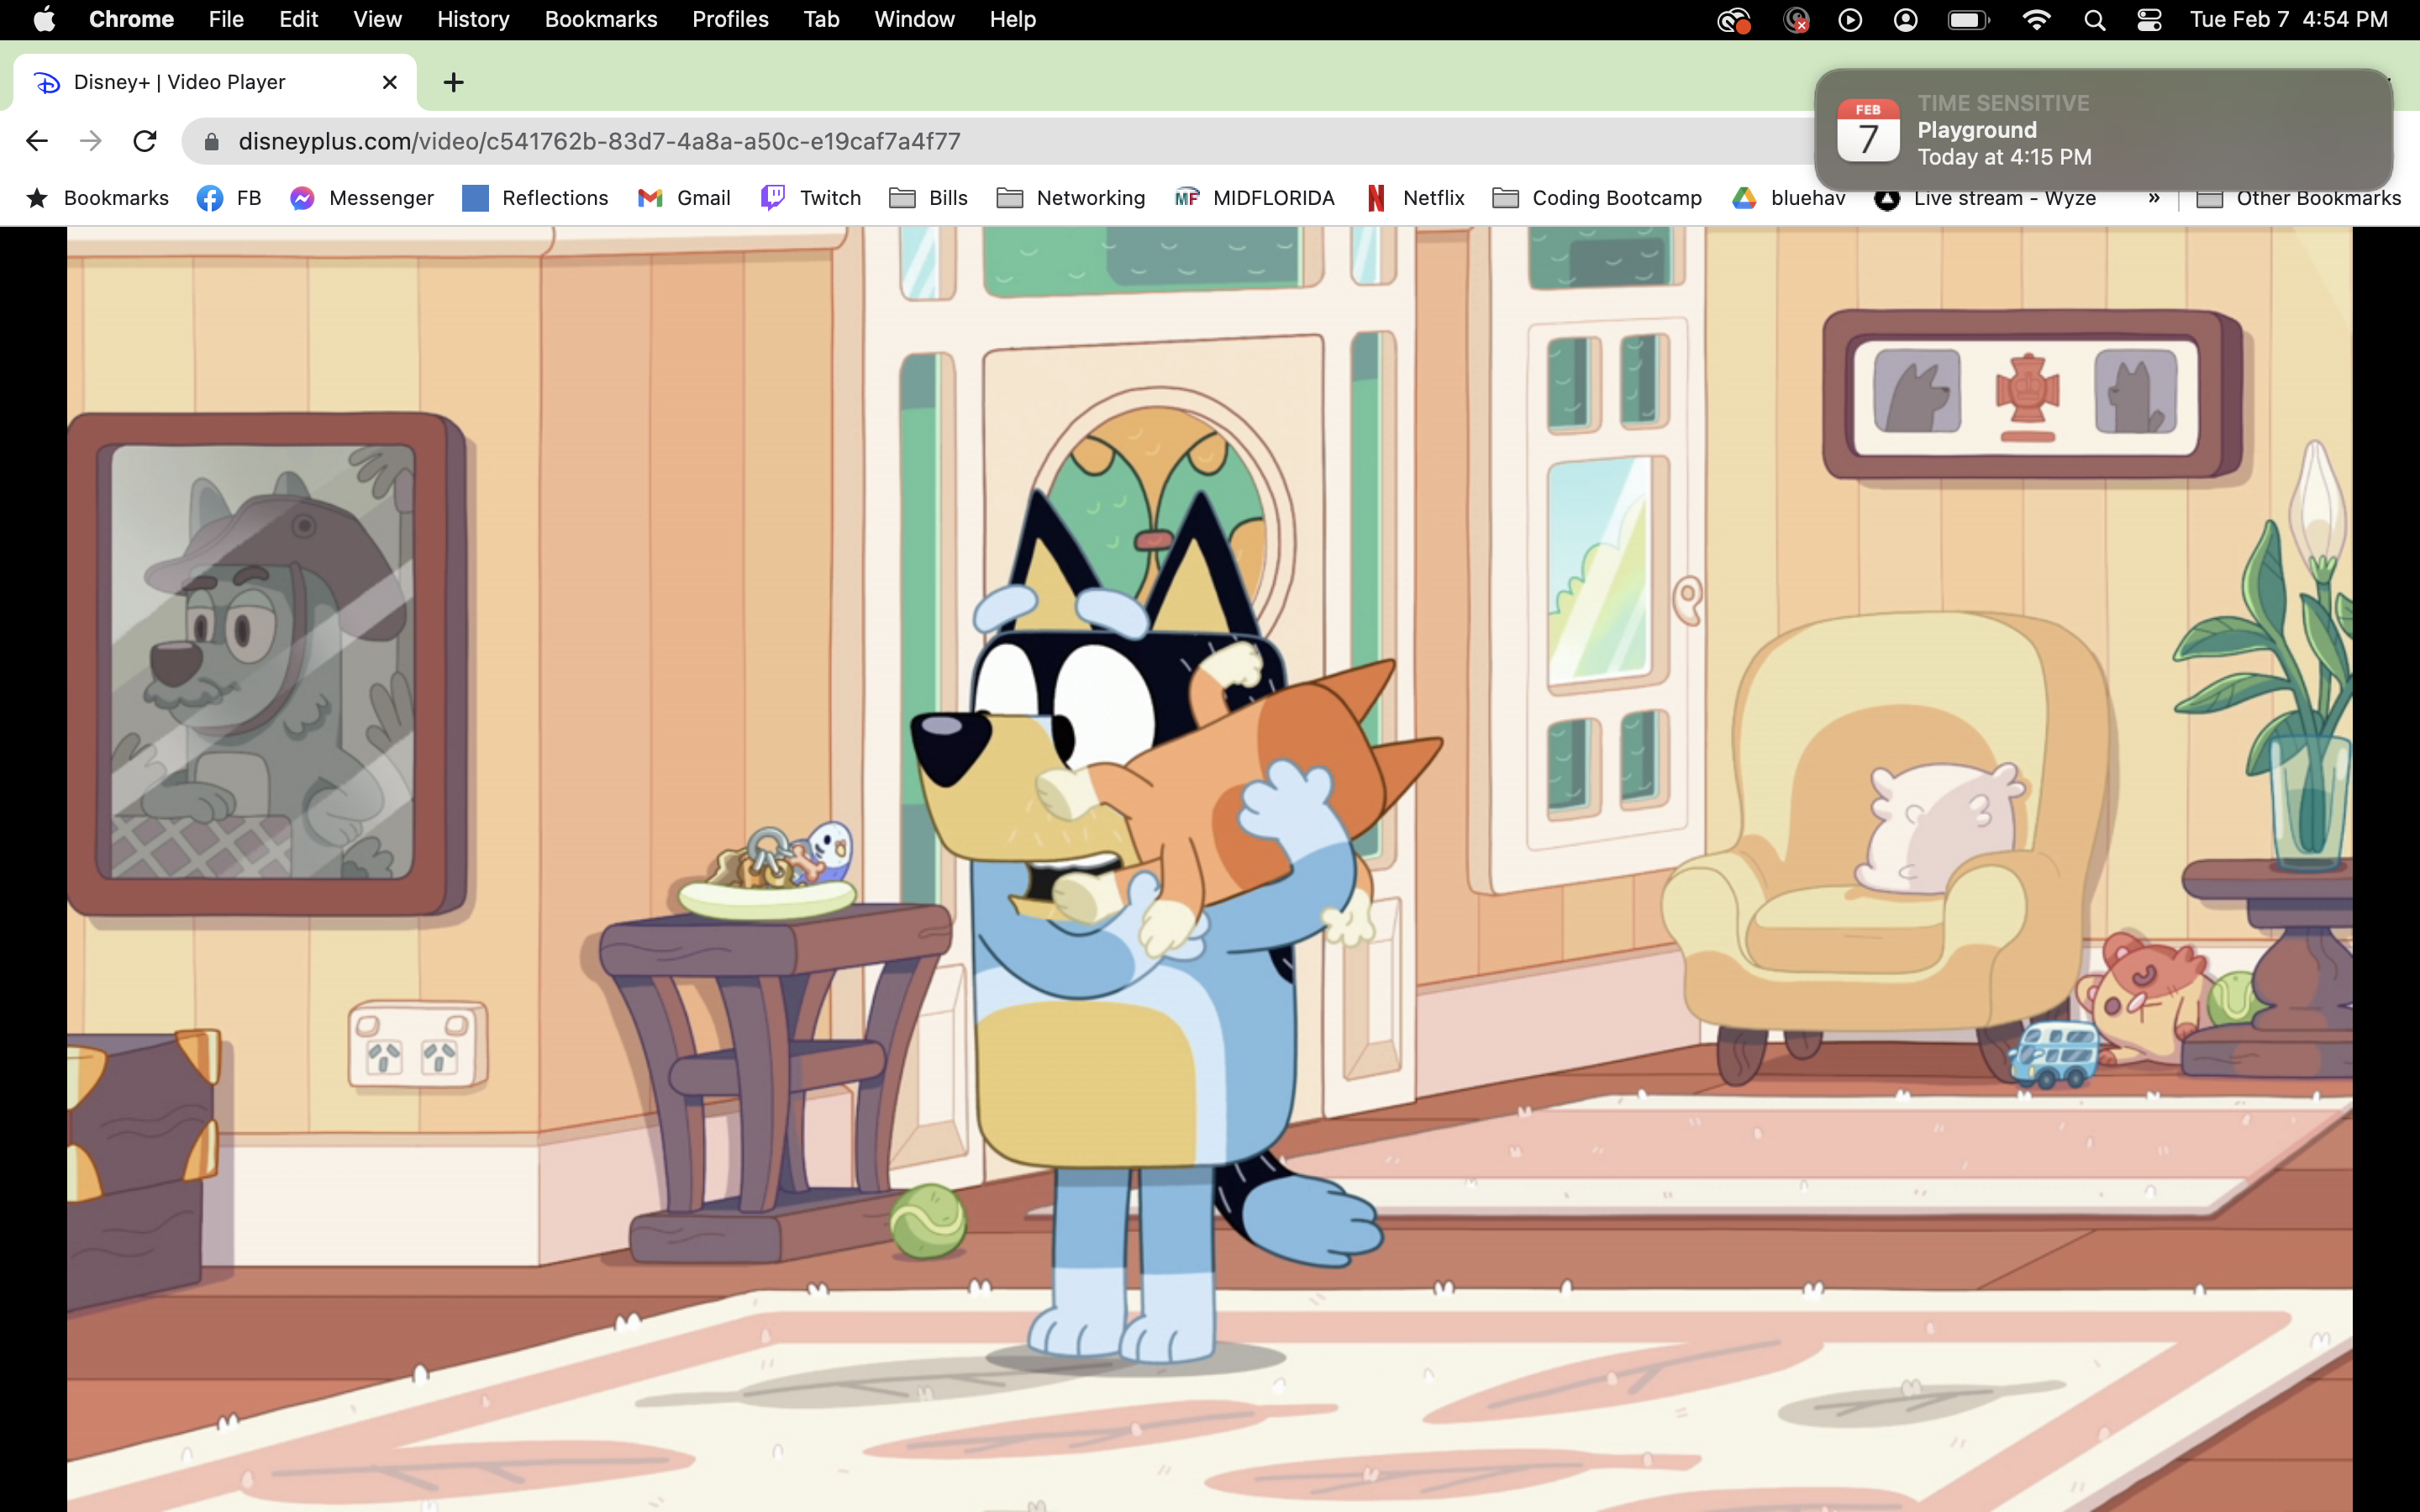 Chrome File Edit View History Bookmarks Profiles Tab Window Help Tue Feb 7 4:54 PM
Disney+ | Video Player
disneyplus.com/video/c541762b-83d7-4a8a-a50c-e19caf7a4f77
FEB
7
TIME SENSITIVE
Playground
Today at 4:15 PM
Bookmarks FB Messenger Reflections Gmail Twitch Bills Networking MF MIDFLORIDA Netflix Coding Bootcamp bluehav Live stream - Wyze » Other Bookmarks